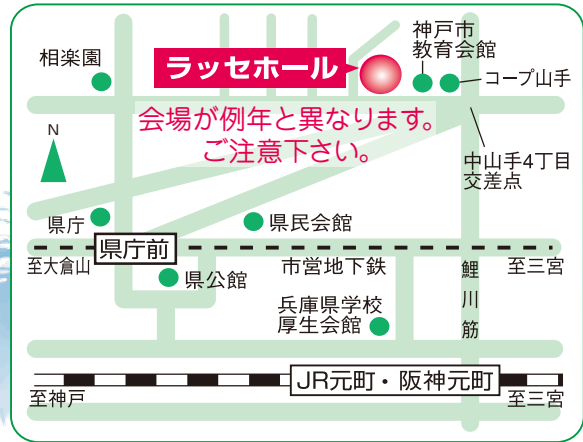 神戸市
教育会館
相楽園
ラッセホール
コープ山手
会場が例年と異なります。
ご注意下さい。
N
中山手4丁目
交差点
県庁
県民会館
県庁前
至大倉山
県公館
市営地下鉄
鯉川筋
至三宮
兵庫県学校
厚生会館
JR元町・阪神元町
至神戸
至三宮